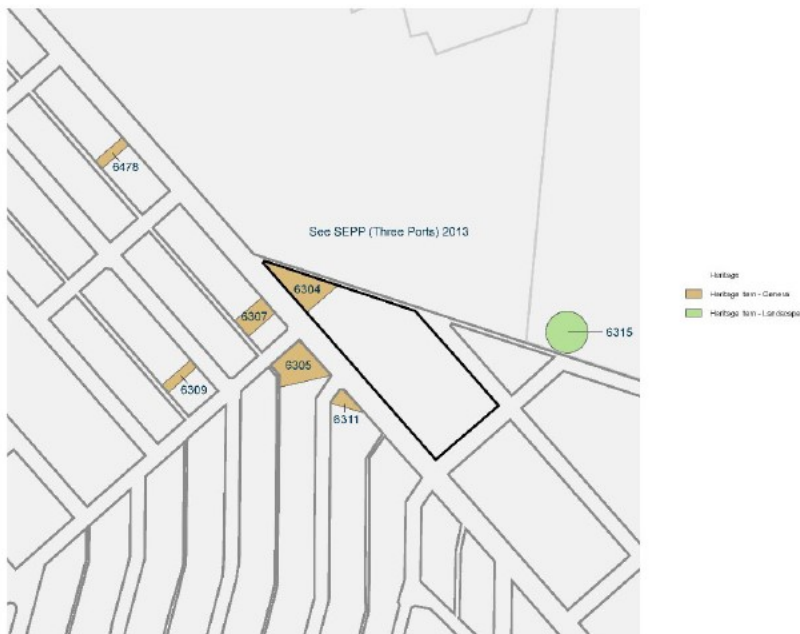 6478
See SEPP (Three Ports) 2013
6304
6307
6315
6305
6309
6311
Heritage
Heritage Item - General
Heritage Item - Landscape